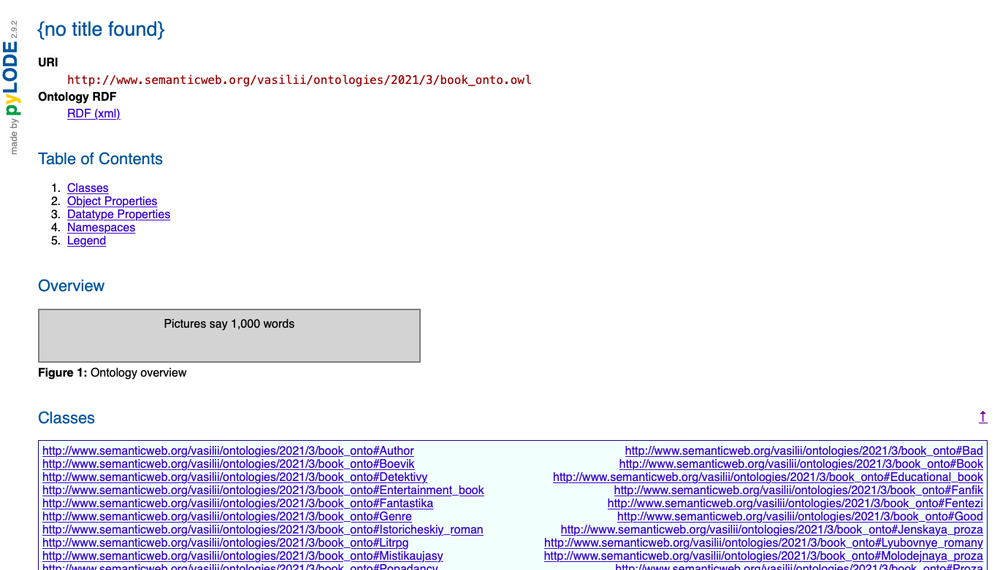 {no title found}
made by pyLODE 2.9.2
URI
http://www.semanticweb.org/vasilii/ontologies/2021/3/book_onto.owl
Ontology RDF
RDF (xml)
Table of Contents
1. Classes
2. Object Properties
3. Datatype Properties
4. Namespaces
5. Legend
Overview
Pictures say 1,000 words
Figure 1: Ontology overview
Classes ↑
http://www.semanticweb.org/vasilii/ontologies/2021/3/book_onto#Author http://www.semanticweb.org/vasilii/ontologies/2021/3/book_onto#Bad
http://www.semanticweb.org/vasilii/ontologies/2021/3/book_onto#Boevik http://www.semanticweb.org/vasilii/ontologies/2021/3/book_onto#Book
http://www.semanticweb.org/vasilii/ontologies/2021/3/book_onto#Detektivy http://www.semanticweb.org/vasilii/ontologies/2021/3/book_onto#Educational_book
http://www.semanticweb.org/vasilii/ontologies/2021/3/book_onto#Entertainment_book http://www.semanticweb.org/vasilii/ontologies/2021/3/book_onto#Fanfik
http://www.semanticweb.org/vasilii/ontologies/2021/3/book_onto#Fantastika http://www.semanticweb.org/vasilii/ontologies/2021/3/book_onto#Fentezi
http://www.semanticweb.org/vasilii/ontologies/2021/3/book_onto#Genre http://www.semanticweb.org/vasilii/ontologies/2021/3/book_onto#Good
http://www.semanticweb.org/vasilii/ontologies/2021/3/book_onto#Istoricheskiy_roman http://www.semanticweb.org/vasilii/ontologies/2021/3/book_onto#Jenskaya_proza
http://www.semanticweb.org/vasilii/ontologies/2021/3/book_onto#Litrpg http://www.semanticweb.org/vasilii/ontologies/2021/3/book_onto#Lyubovnye_romany
http://www.semanticweb.org/vasilii/ontologies/2021/3/book_onto#Mistikaujasy http://www.semanticweb.org/vasilii/ontologies/2021/3/book_onto#Molodejnaya_proza
http://www.semanticweb.org/vasilii/ontologies/2021/3/book_onto#Popadancy http://www.semanticweb.org/vasilii/ontologies/2021/3/book_onto#Proza